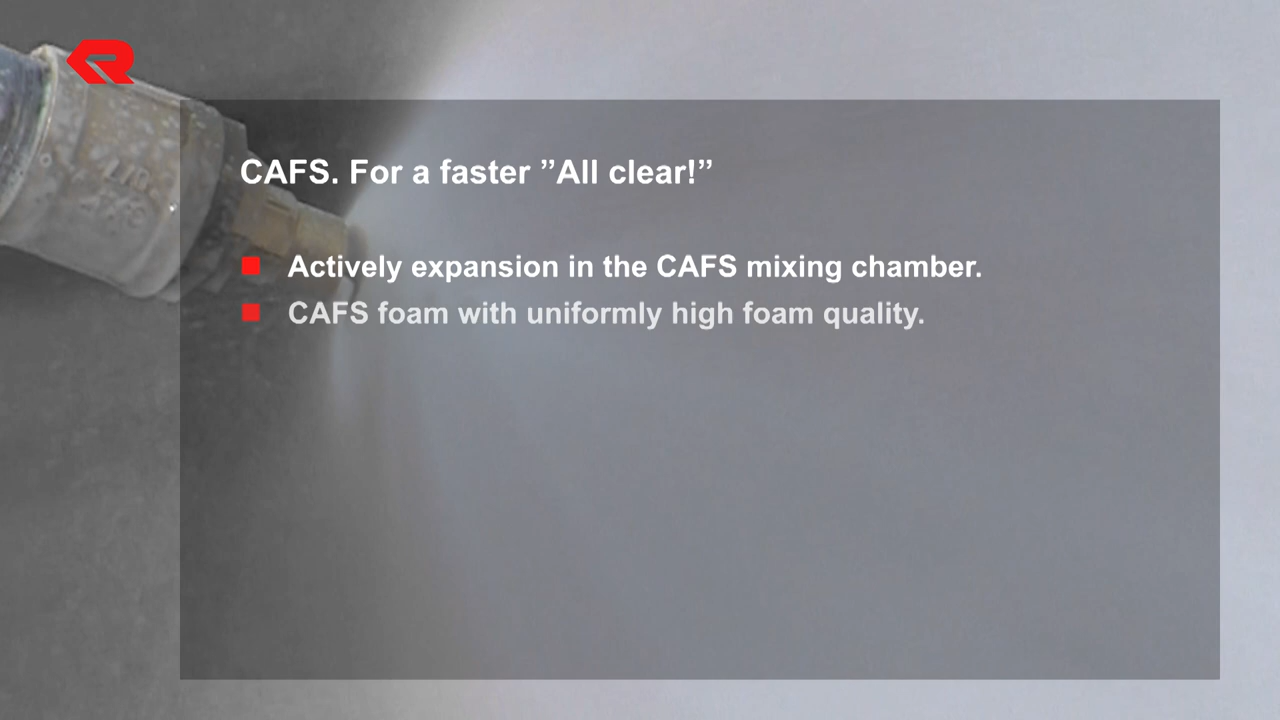 CAFS. For a faster ”All clear!”
Actively expansion in the CAFS mixing chamber.
CAFS foam with uniformly high foam quality.